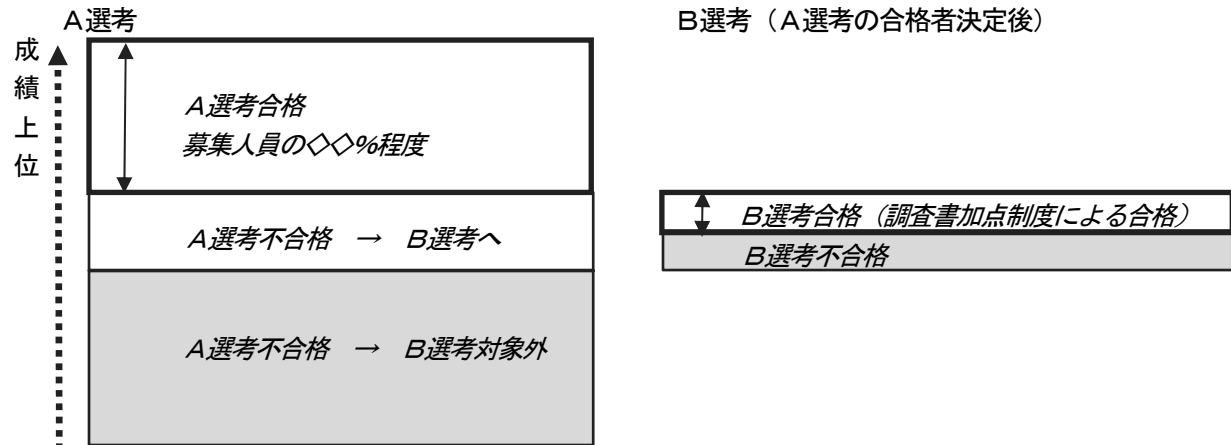 A選考
成績上位
A選考合格
募集人員の◇◇%程度
A選考不合格 → B選考へ
A選考不合格 → B選考対象外
B選考（A選考の合格者決定後）
B選考合格（調査書加点制度による合格）
B選考不合格